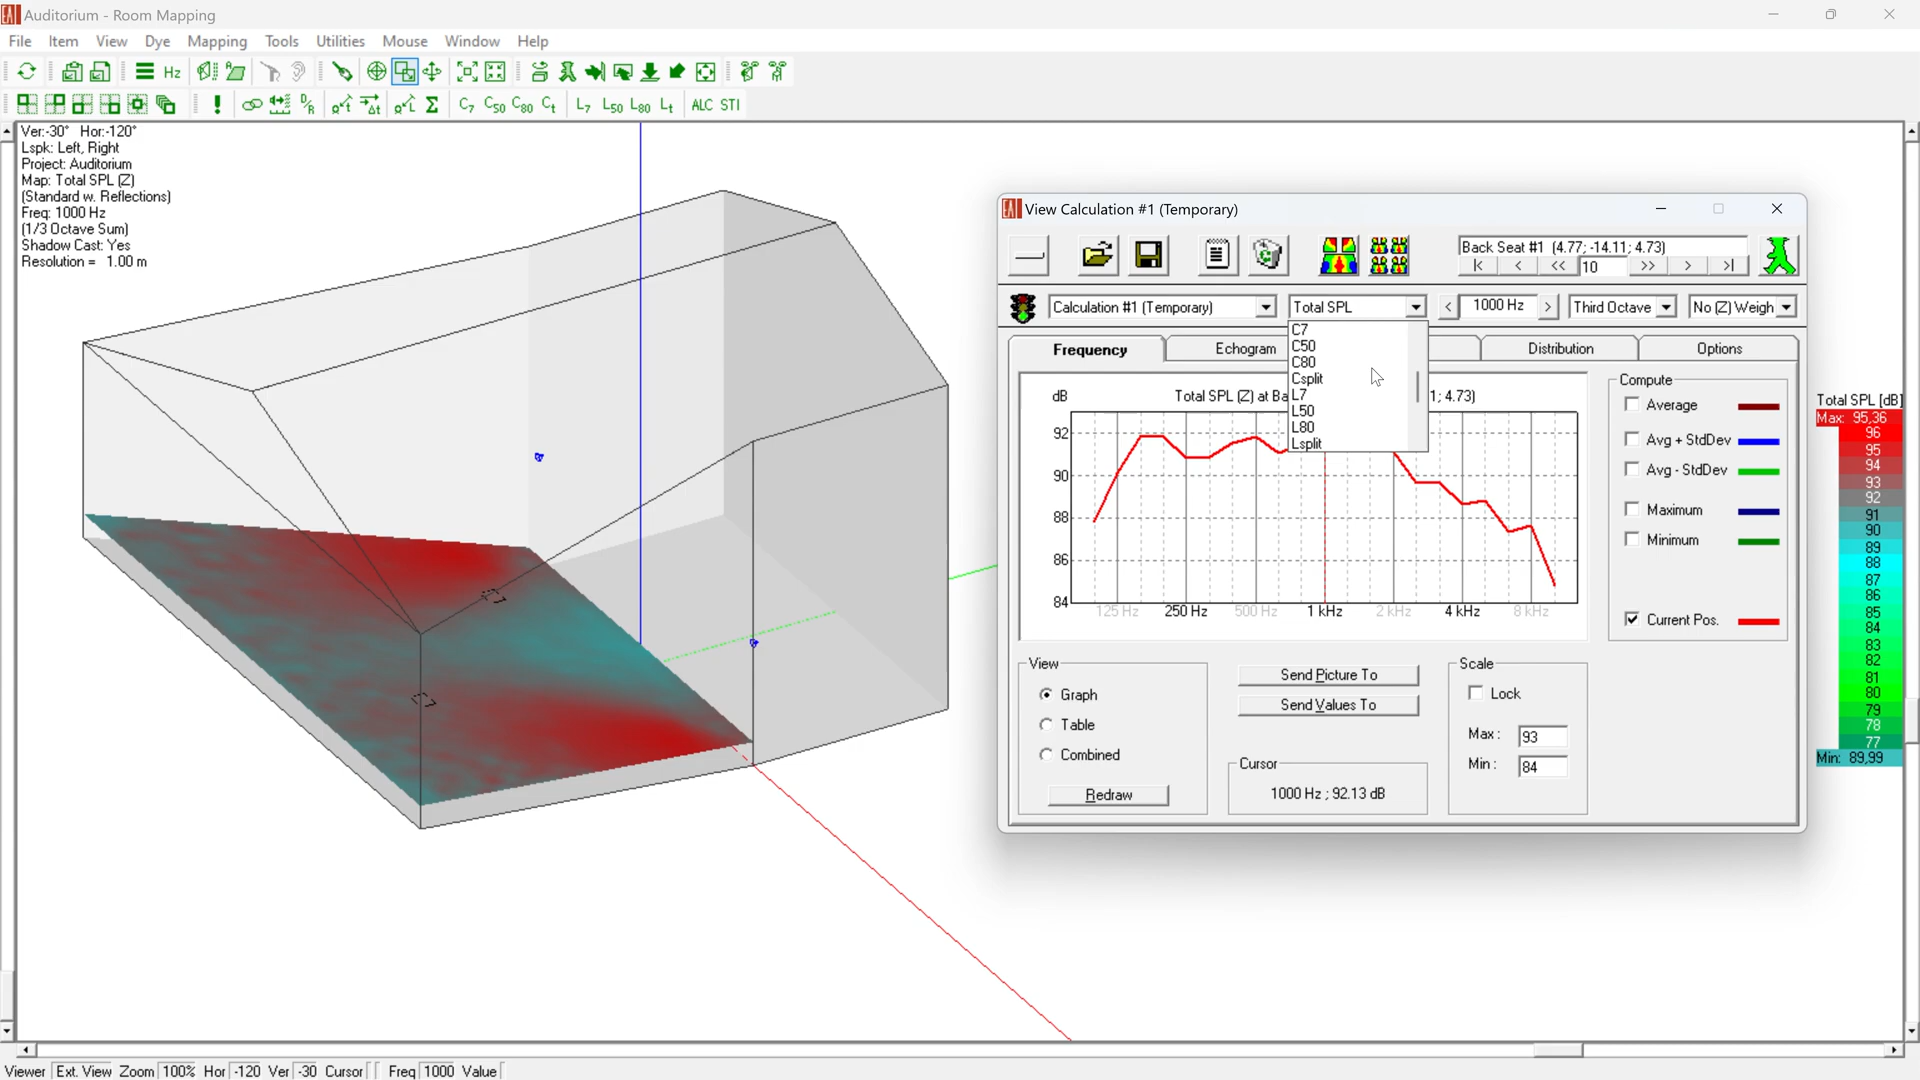 Auditorium - Room Mapping
File Item View Dye Mapping Tools Utilities Mouse Window Help
Hz
D/R C7 C50 C80 Ct L7 L50 L80 Lt ALC STI
Ver:-30° Hor:-120°
Lspk: Left, Right
Project: Auditorium
Map: Total SPL (Z)
(Standard w. Reflections)
Freq: 1000 Hz
(1/3 Octave Sum)
Shadow Cast: Yes
Resolution = 1.00 m
View Calculation #1 (Temporary)
Back Seat #1 (4.77; -14.11; 4.73)
|< < << 10 >> > >|
Calculation #1 (Temporary) Total SPL < 1000 Hz > Third Octave No (Z) Weigh
C7
C50
C80
Csplit
L7
L50
L80
Lsplit
Frequency Echogram Distribution Options
dB Total SPL (Z) at Ba 1; 4.73)
92
90
88
86
84
125 Hz 250 Hz 500 Hz 1 kHz 2 kHz 4 kHz 8 kHz
Compute
Average
Avg + StdDev
Avg - StdDev
Maximum
Minimum
Current Pos.
View
Graph
Table
Combined
Redraw
Send Picture To
Send Values To
Cursor
1000 Hz ; 92.13 dB
Scale
Lock
Max : 93
Min : 84
Total SPL [dB]
Max: 95,36
96
95
94
93
92
91
90
89
88
87
86
85
84
83
82
81
80
79
78
77
Min: 89,99
Viewer Ext. View Zoom 100% Hor -120 Ver -30 Cursor Freq 1000 Value